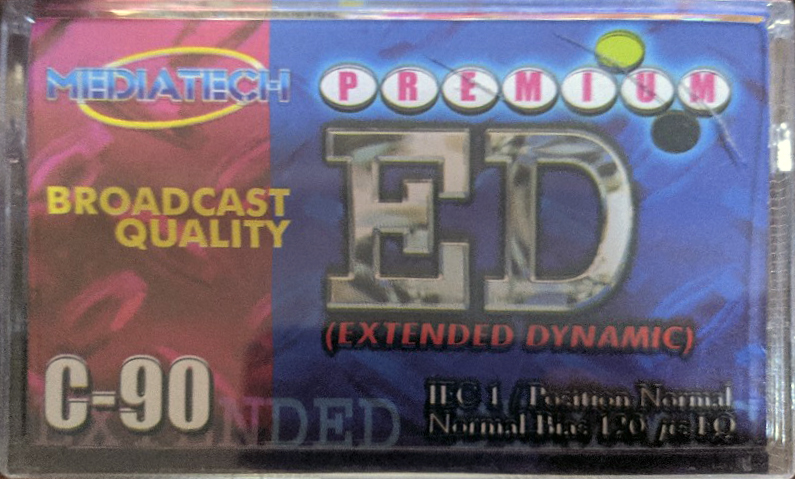 MEDIATECH
PREMIUM
ED
BROADCAST
QUALITY
(EXTENDED DYNAMIC)
C-90
EXTENDED
IEC 1 / Position Normal
Normal Bias 120 µs EQ